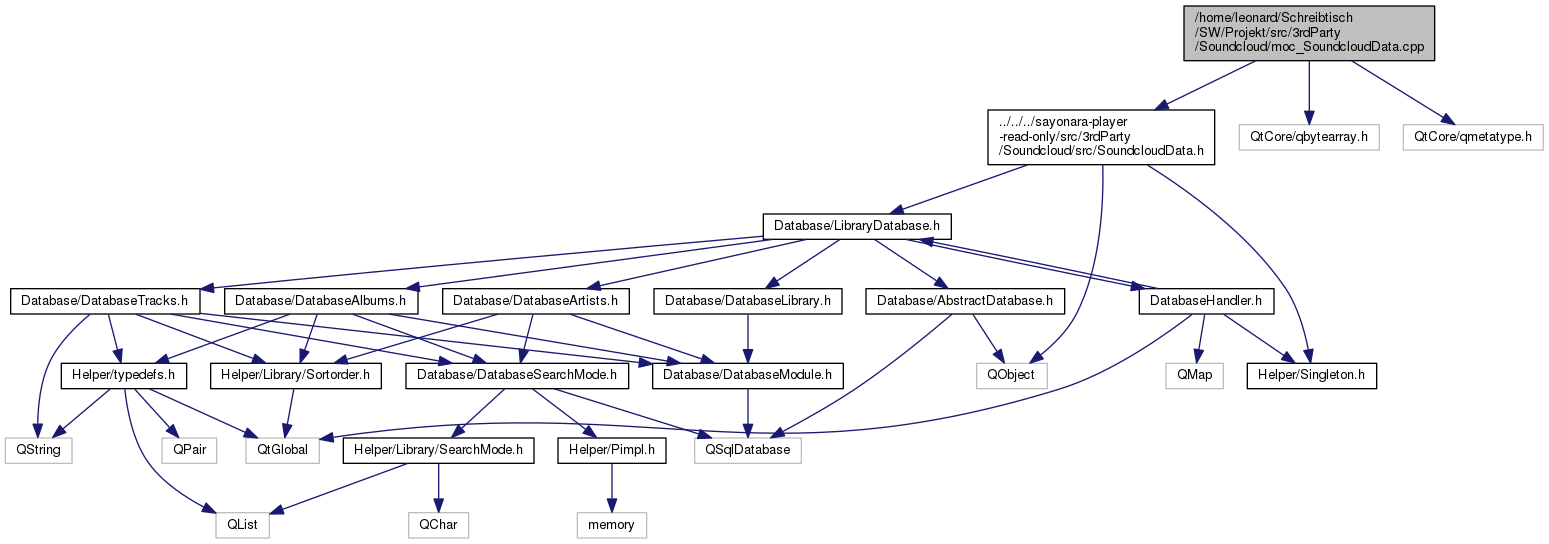 /home/leonard/Schreibtisch
/SW/Projekt/src/3rdParty
/Soundcloud/moc_SoundcloudData.cpp
../../../sayonara-player
-read-only/src/3rdParty
/Soundcloud/src/SoundcloudData.h
QtCore/qbytearray.h
QtCore/qmetatype.h
Database/LibraryDatabase.h
Database/DatabaseTracks.h
Database/DatabaseAlbums.h
Database/DatabaseArtists.h
Database/DatabaseLibrary.h
Database/AbstractDatabase.h
DatabaseHandler.h
Helper/typedefs.h
Helper/Library/Sortorder.h
Database/DatabaseSearchMode.h
Database/DatabaseModule.h
QObject
QMap
Helper/Singleton.h
QString
QPair
QtGlobal
Helper/Library/SearchMode.h
Helper/Pimpl.h
QSqlDatabase
QList
QChar
memory